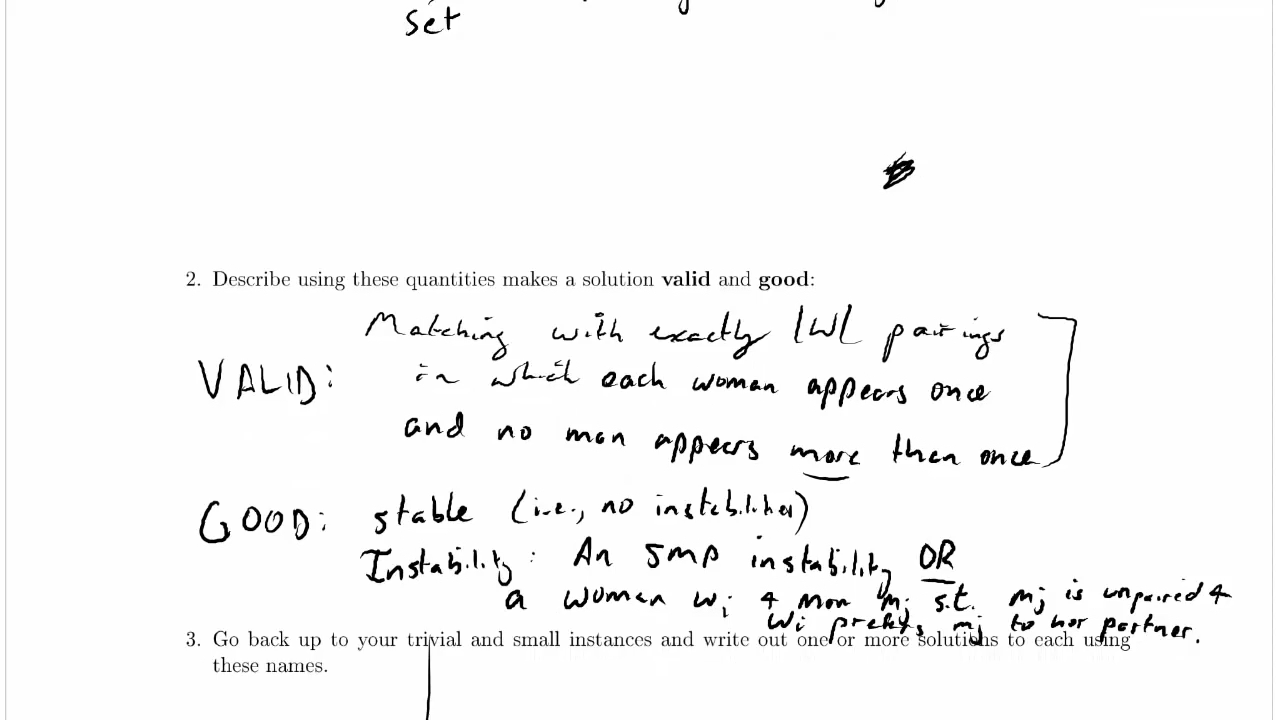 set
2. Describe using these quantities makes a solution valid and good:
Matching with exactly |W| pairings
VALID: in which each woman appears once
and no man appears more than once
GOOD: stable (i.e., no instabilities)
Instability: An SMP instability OR
a woman wi + man mj s.t. mj is unpaired +
wi prefers mj to her partner.
3. Go back up to your trivial and small instances and write out one or more solutions to each using
these names.